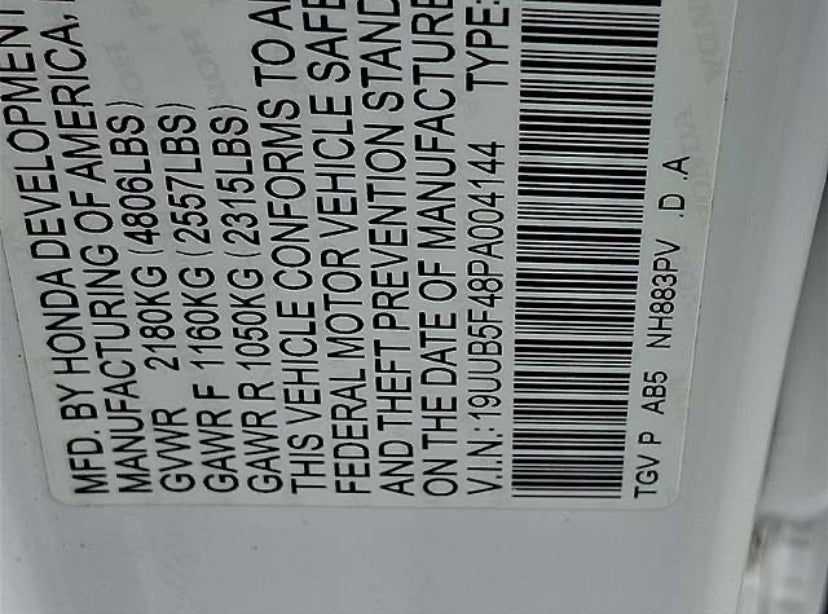 MFD. BY HONDA DEVELOPMENT
MANUFACTURING OF AMERICA,
GVWR 2180KG (4806LBS)
GAWR F 1160KG (2557LBS)
GAWR R 1050KG (2315LBS)
THIS VEHICLE CONFORMS TO
FEDERAL MOTOR VEHICLE SAFE
AND THEFT PREVENTION STAND
ON THE DATE OF MANUFACTURE
V.I.N.: 19UUB5F48PA004144 TYPE:
TGV P AB5 NH883PV .D .A